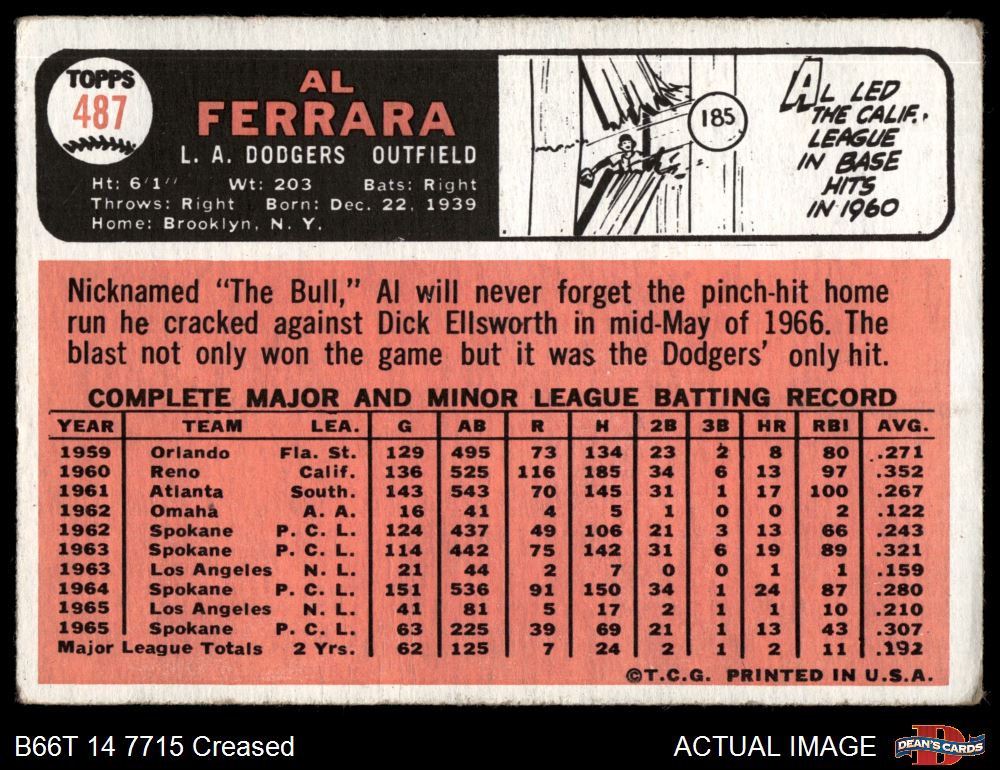 TOPPS
487
AL
FERRARA
L. A. DODGERS OUTFIELD
Ht: 6'1" Wt: 203 Bats: Right
Throws: Right Born: Dec. 22, 1939
Home: Brooklyn, N. Y.
185
AL LED
THE CALIF.
LEAGUE
IN BASE
HITS
IN 1960
Nicknamed "The Bull," Al will never forget the pinch-hit home
run he cracked against Dick Ellsworth in mid-May of 1966. The
blast not only won the game but it was the Dodgers' only hit.
COMPLETE MAJOR AND MINOR LEAGUE BATTING RECORD
YEAR TEAM LEA. G AB R H 2B 3B HR RBI AVG.
1959 Orlando Fla. St. 129 495 73 134 23 2 8 80 .271
1960 Reno Calif. 136 525 116 185 34 6 13 97 .352
1961 Atlanta South. 143 543 70 145 31 1 17 100 .267
1962 Omaha A. A. 16 41 4 5 1 0 0 2 .122
1962 Spokane P. C. L. 124 437 49 106 21 3 13 66 .243
1963 Spokane P. C. L. 114 442 75 142 31 6 19 89 .321
1963 Los Angeles N. L. 21 44 2 7 0 0 1 1 .159
1964 Spokane P. C. L. 151 536 91 150 34 1 24 87 .280
1965 Los Angeles N. L. 41 81 5 17 2 1 1 10 .210
1965 Spokane P. C. L. 63 225 39 69 21 1 13 43 .307
Major League Totals 2 Yrs. 62 125 7 24 2 1 2 11 .192
©T.C.G. PRINTED IN U.S.A.
B66T 14 7715 Creased
ACTUAL IMAGE
DEAN'S CARDS